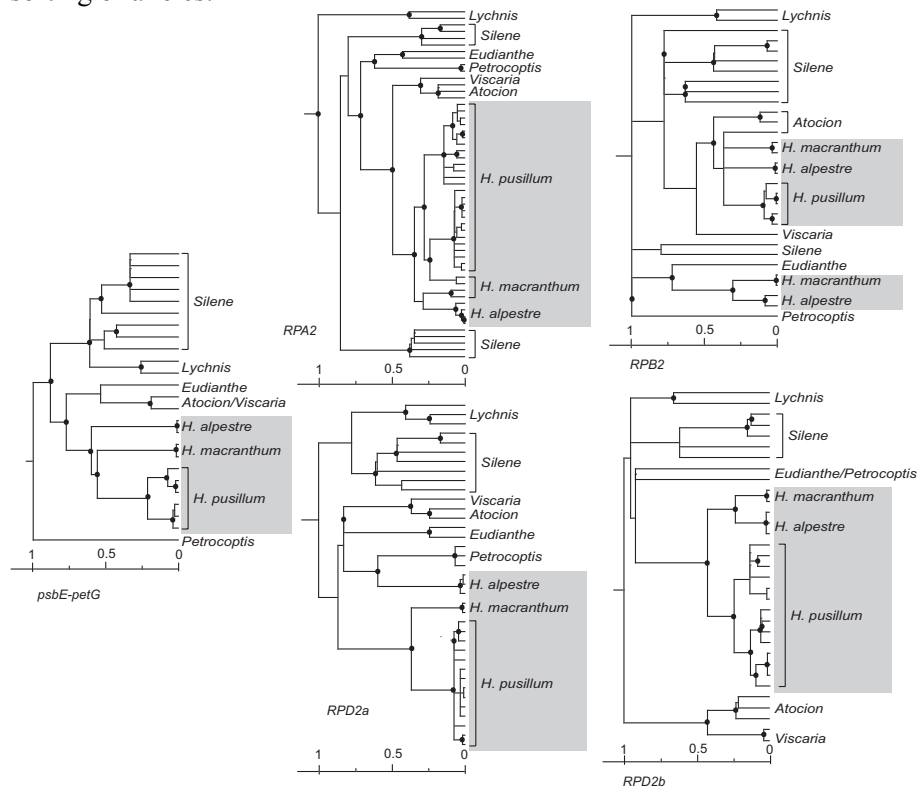 Silene
Lychnis
Eudianthe
Atocion/Viscaria
H. alpestre
H. macranthum
H. pusillum
Petrocoptis
1 0.5 0
psbE-petG
Lychnis
Silene
Eudianthe
Petrocoptis
Viscaria
Atocion
H. pusillum
H. macranthum
H. alpestre
Silene
RPA2
1 0.5 0
Lychnis
Silene
Atocion
H. macranthum
H. alpestre
H. pusillum
Viscaria
Silene
Eudianthe
H. macranthum
H. alpestre
Petrocoptis
1 0.5 0
RPB2
Lychnis
Silene
Viscaria
Atocion
Eudianthe
Petrocoptis
H. alpestre
H. macranthum
H. pusillum
RPD2a
1 0.5 0
Lychnis
Silene
Eudianthe/Petrocoptis
H. macranthum
H. alpestre
H. pusillum
Atocion
Viscaria
1 0.5 0
RPD2b